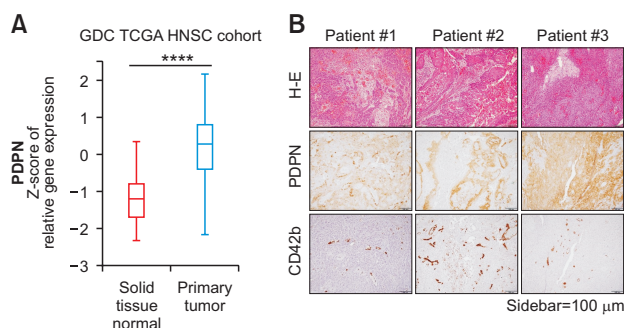 A
GDC TCGA HNSC cohort
****
PDPN
Z-score of
relative gene expression
2
1
0
−1
−2
−3
Solid
tissue
normal
Primary
tumor
B
Patient #1
Patient #2
Patient #3
H-E
PDPN
CD42b
Sidebar=100 μm